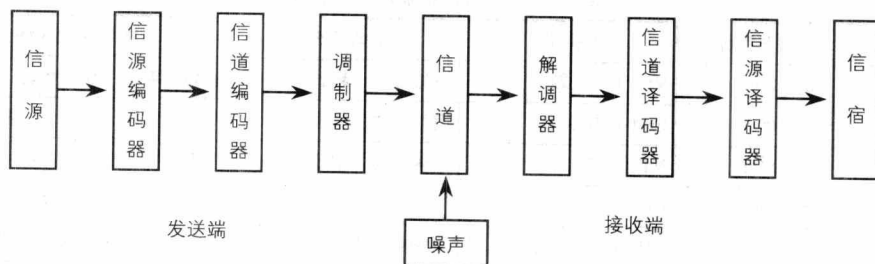 信源
信源编码器
信道编码器
调制器
信道
解调器
信道译码器
信源译码器
信宿
发送端
噪声
接收端